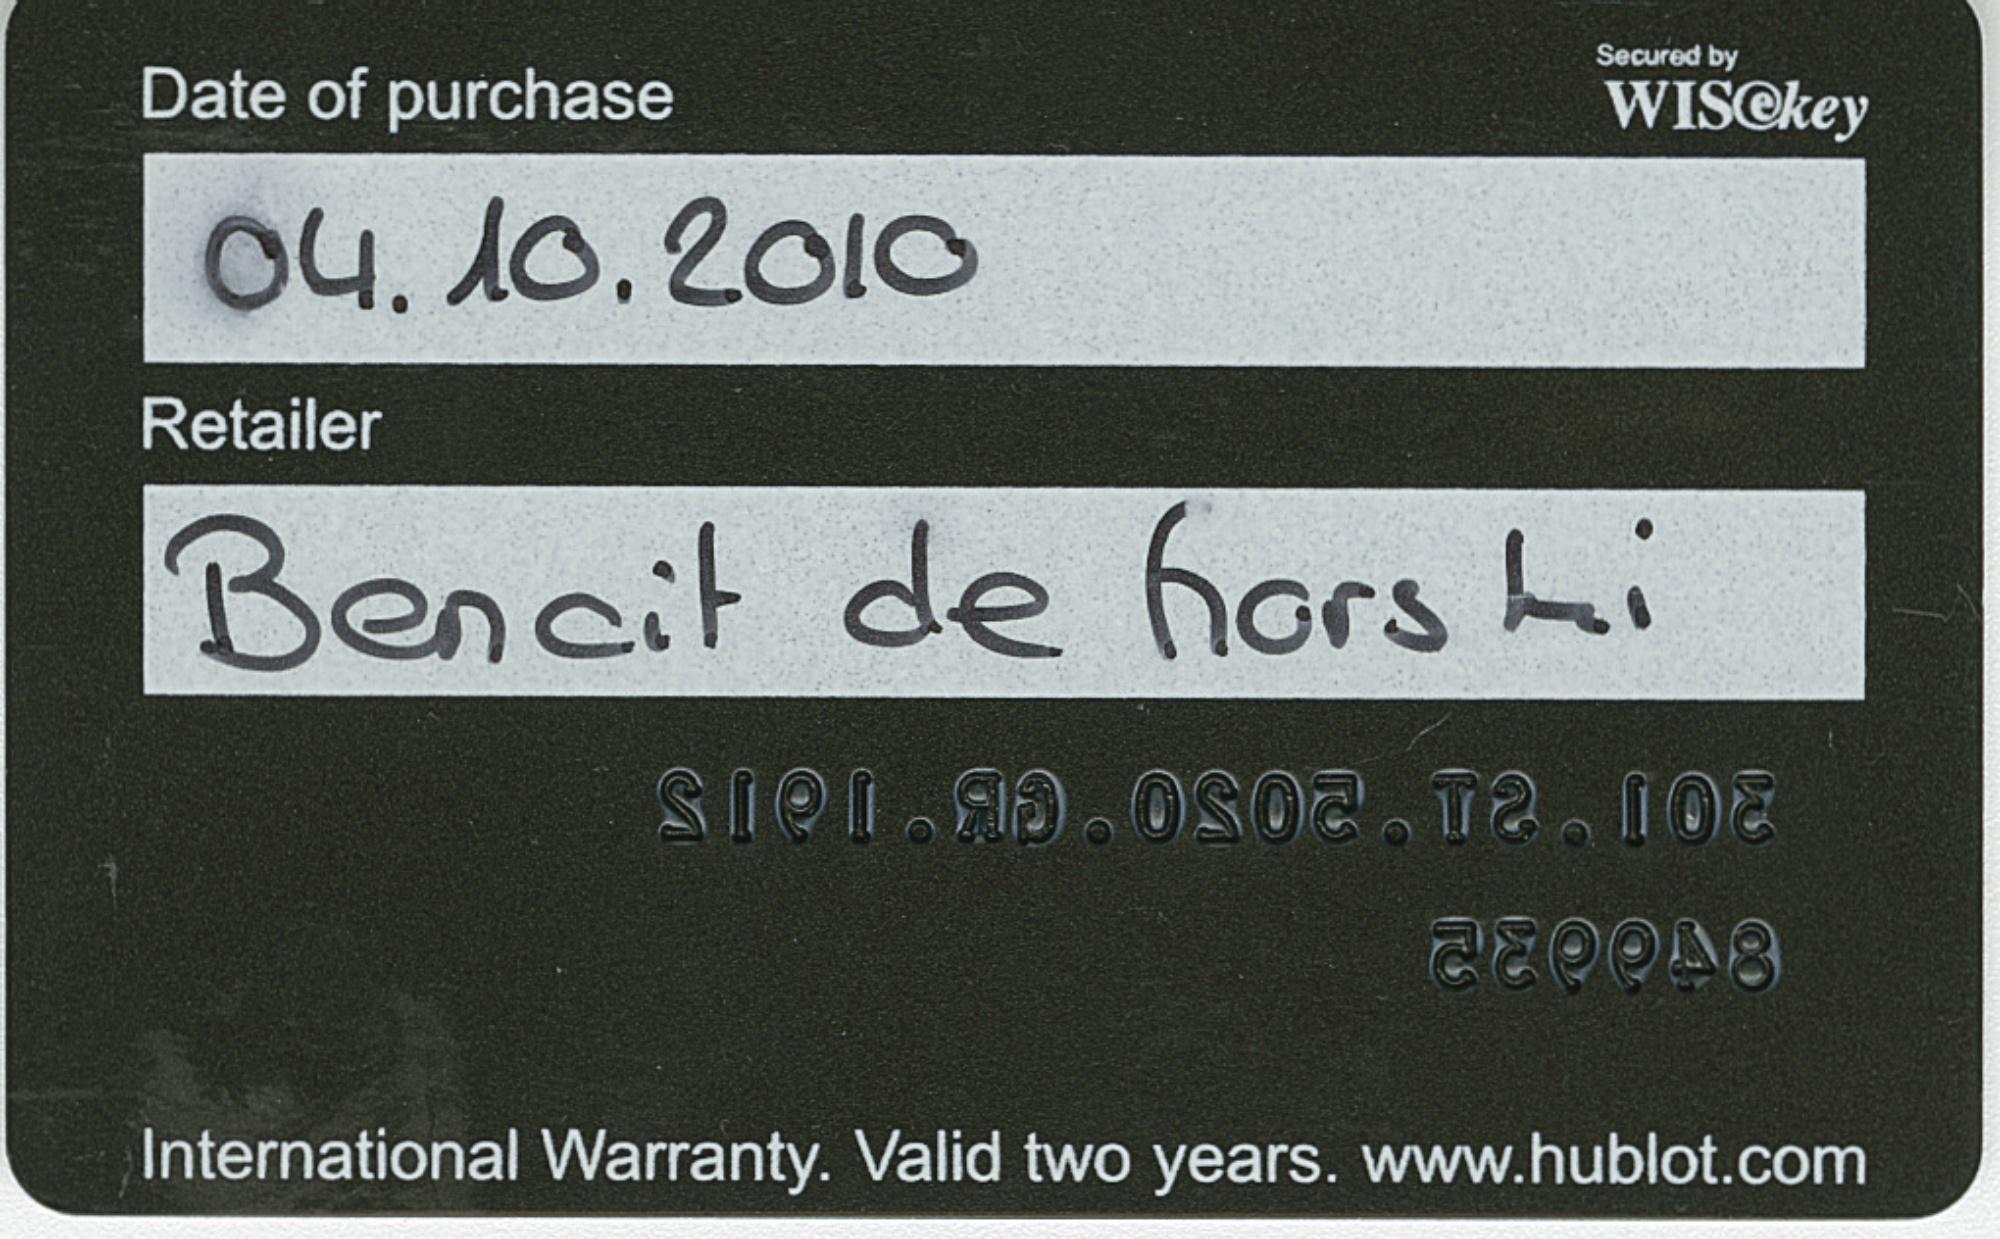 Date of purchase
Secured by
WISekey
04.10.2010
Retailer
Benoit de Gorski
301.ST.5020.GR.1912
849935
International Warranty. Valid two years. www.hublot.com